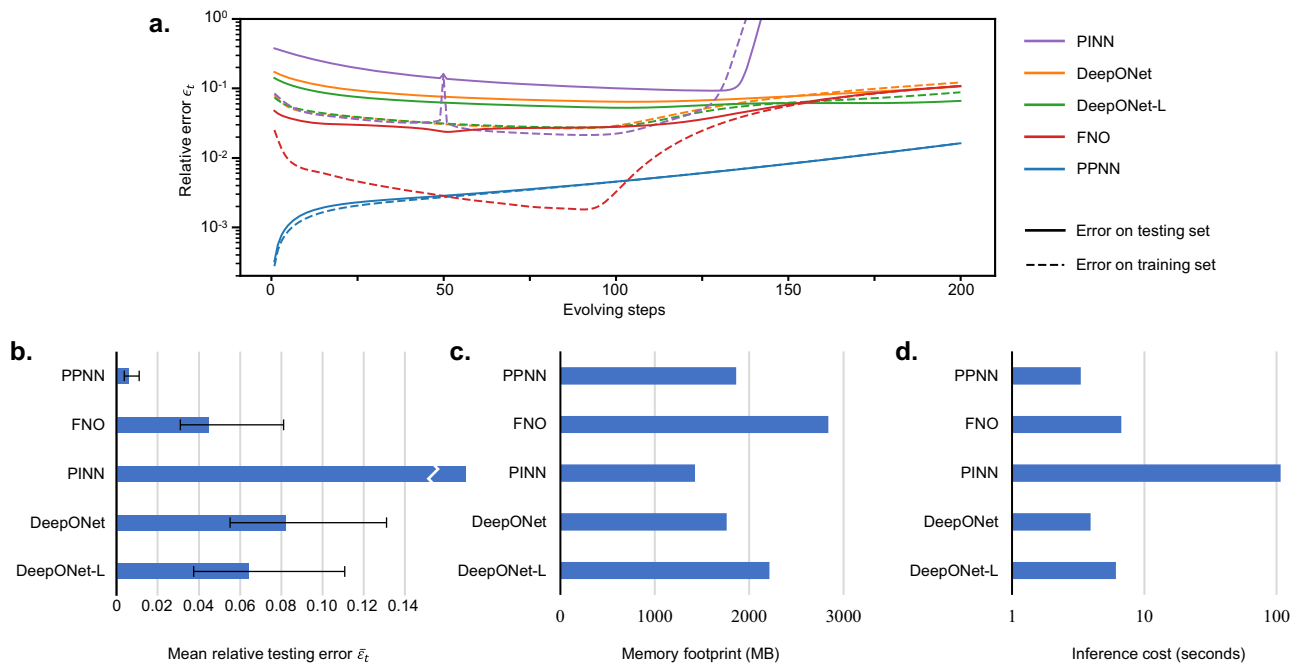 a.
Relative error ϵt
10^0
10^-1
10^-2
10^-3
0
50
100
150
200
Evolving steps
PINN
DeepONet
DeepONet-L
FNO
PPNN
Error on testing set
Error on training set
b.
PPNN
FNO
PINN
DeepONet
DeepONet-L
0 0.02 0.04 0.06 0.08 0.10 0.12 0.14
Mean relative testing error ε̄t
c.
PPNN
FNO
PINN
DeepONet
DeepONet-L
0 1000 2000 3000
Memory footprint (MB)
d.
PPNN
FNO
PINN
DeepONet
DeepONet-L
1 10 100
Inference cost (seconds)